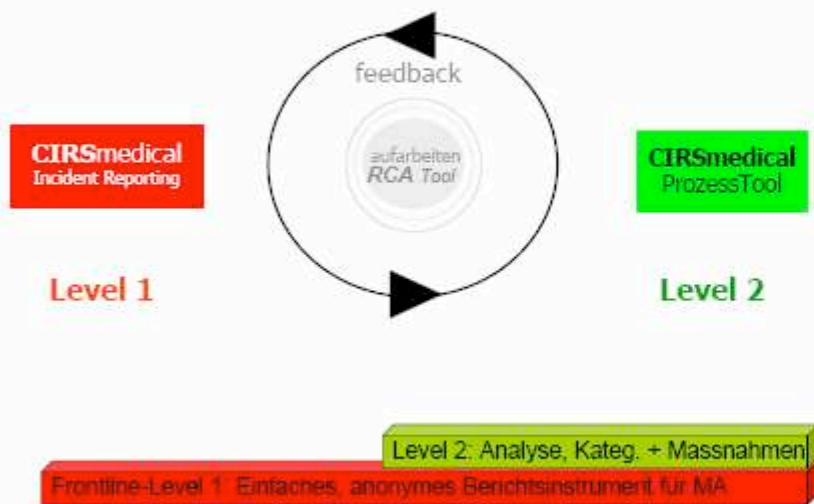 feedback
aufarbeiten
RCA Tool
CIRSmedical
Incident Reporting
CIRSmedical
ProzessTool
Level 1
Level 2
Level 2: Analyse, Kateg. + Massnahmen
Frontline-Level 1: Einfaches, anonymes Berichtsinstrument für MA